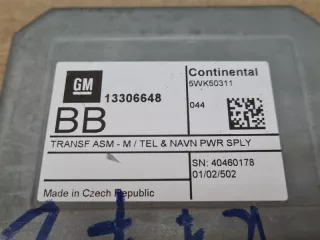 GM
13306648
Continental
5WK50311
044
BB
TRANSF ASM - M / TEL & NAVN PWR SPLY
SN: 40460178
01/02/502
Made in Czech Republic